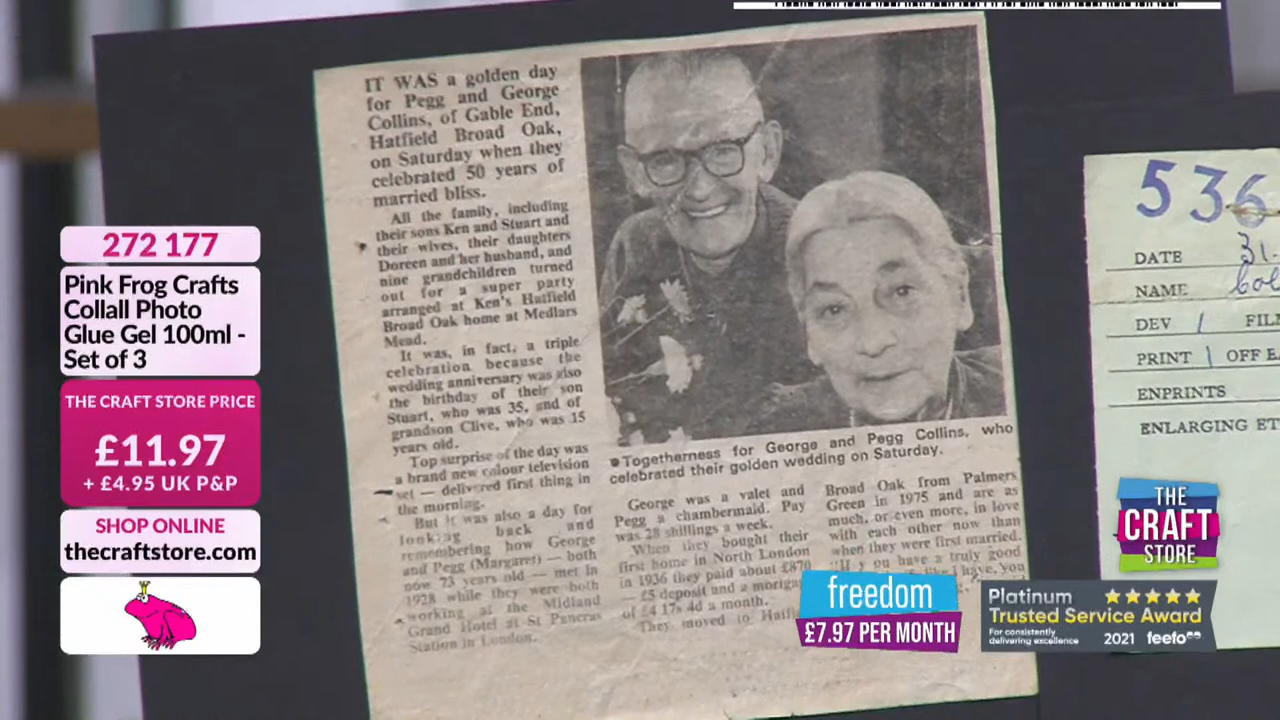 IT WAS a golden day
for Pegg and George
Collins, of Gable End,
Hatfield Broad Oak,
on Saturday when they
celebrated 50 years of
married bliss.
All the family, including
their sons Ken and Stuart and
their wives, their daughters
Doreen and her husband, and
nine grandchildren turned
out for a super party
arranged at Ken's Hatfield
Broad Oak home at Medlars
Mead.
It was, in fact, a triple
celebration because the
wedding anniversary was also
the birthday of their son
Stuart, who was 35, and of
grandson Clive, who was 15
years old.
Top surprise of the day was
a brand new colour television
set — delivered first thing in
the morning.
But it was also a day for
looking back and
remembering how George
and Pegg (Margaret) — both
now 73 years old — met in
1928 while they were both
working at the Midland
Grand Hotel at St Pancras
Station in London.
Togetherness for George and Pegg Collins, who
celebrated their golden wedding on Saturday.
George was a valet and
Pegg a chambermaid. Pay
was 28 shillings a week.
When they bought their
first home in North London
in 1936 they paid about £870
— £5 deposit and a
of £4 17s 4d a month.
They moved to
Broad Oak from Palmers
Green in 1975 and are as
much, or even more, in love
with each other now than
when they were first married.
you have a truly good
I have, you
536
DATE 31.
NAME
DEV
PRINT OFF
ENPRINTS
ENLARGING
272 177
Pink Frog Crafts
Collall Photo
Glue Gel 100ml -
Set of 3
THE CRAFT STORE PRICE
£11.97
+ £4.95 UK P&P
SHOP ONLINE
thecraftstore.com
THE
CRAFT
STORE
freedom
£7.97 PER MONTH
Platinum
Trusted Service Award
For consistently
delivering excellence
2021 feefo